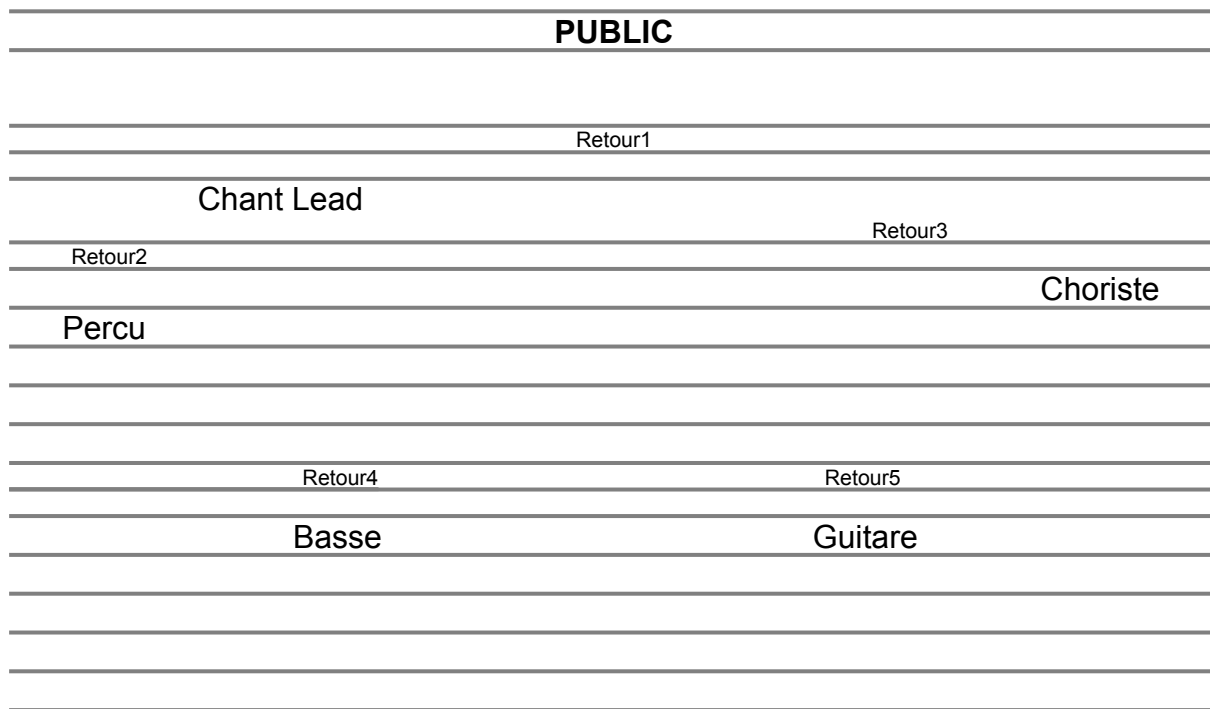 PUBLIC
Retour1
Chant Lead
Retour3
Retour2
Choriste
Percu
Retour4 Retour5
Basse Guitare